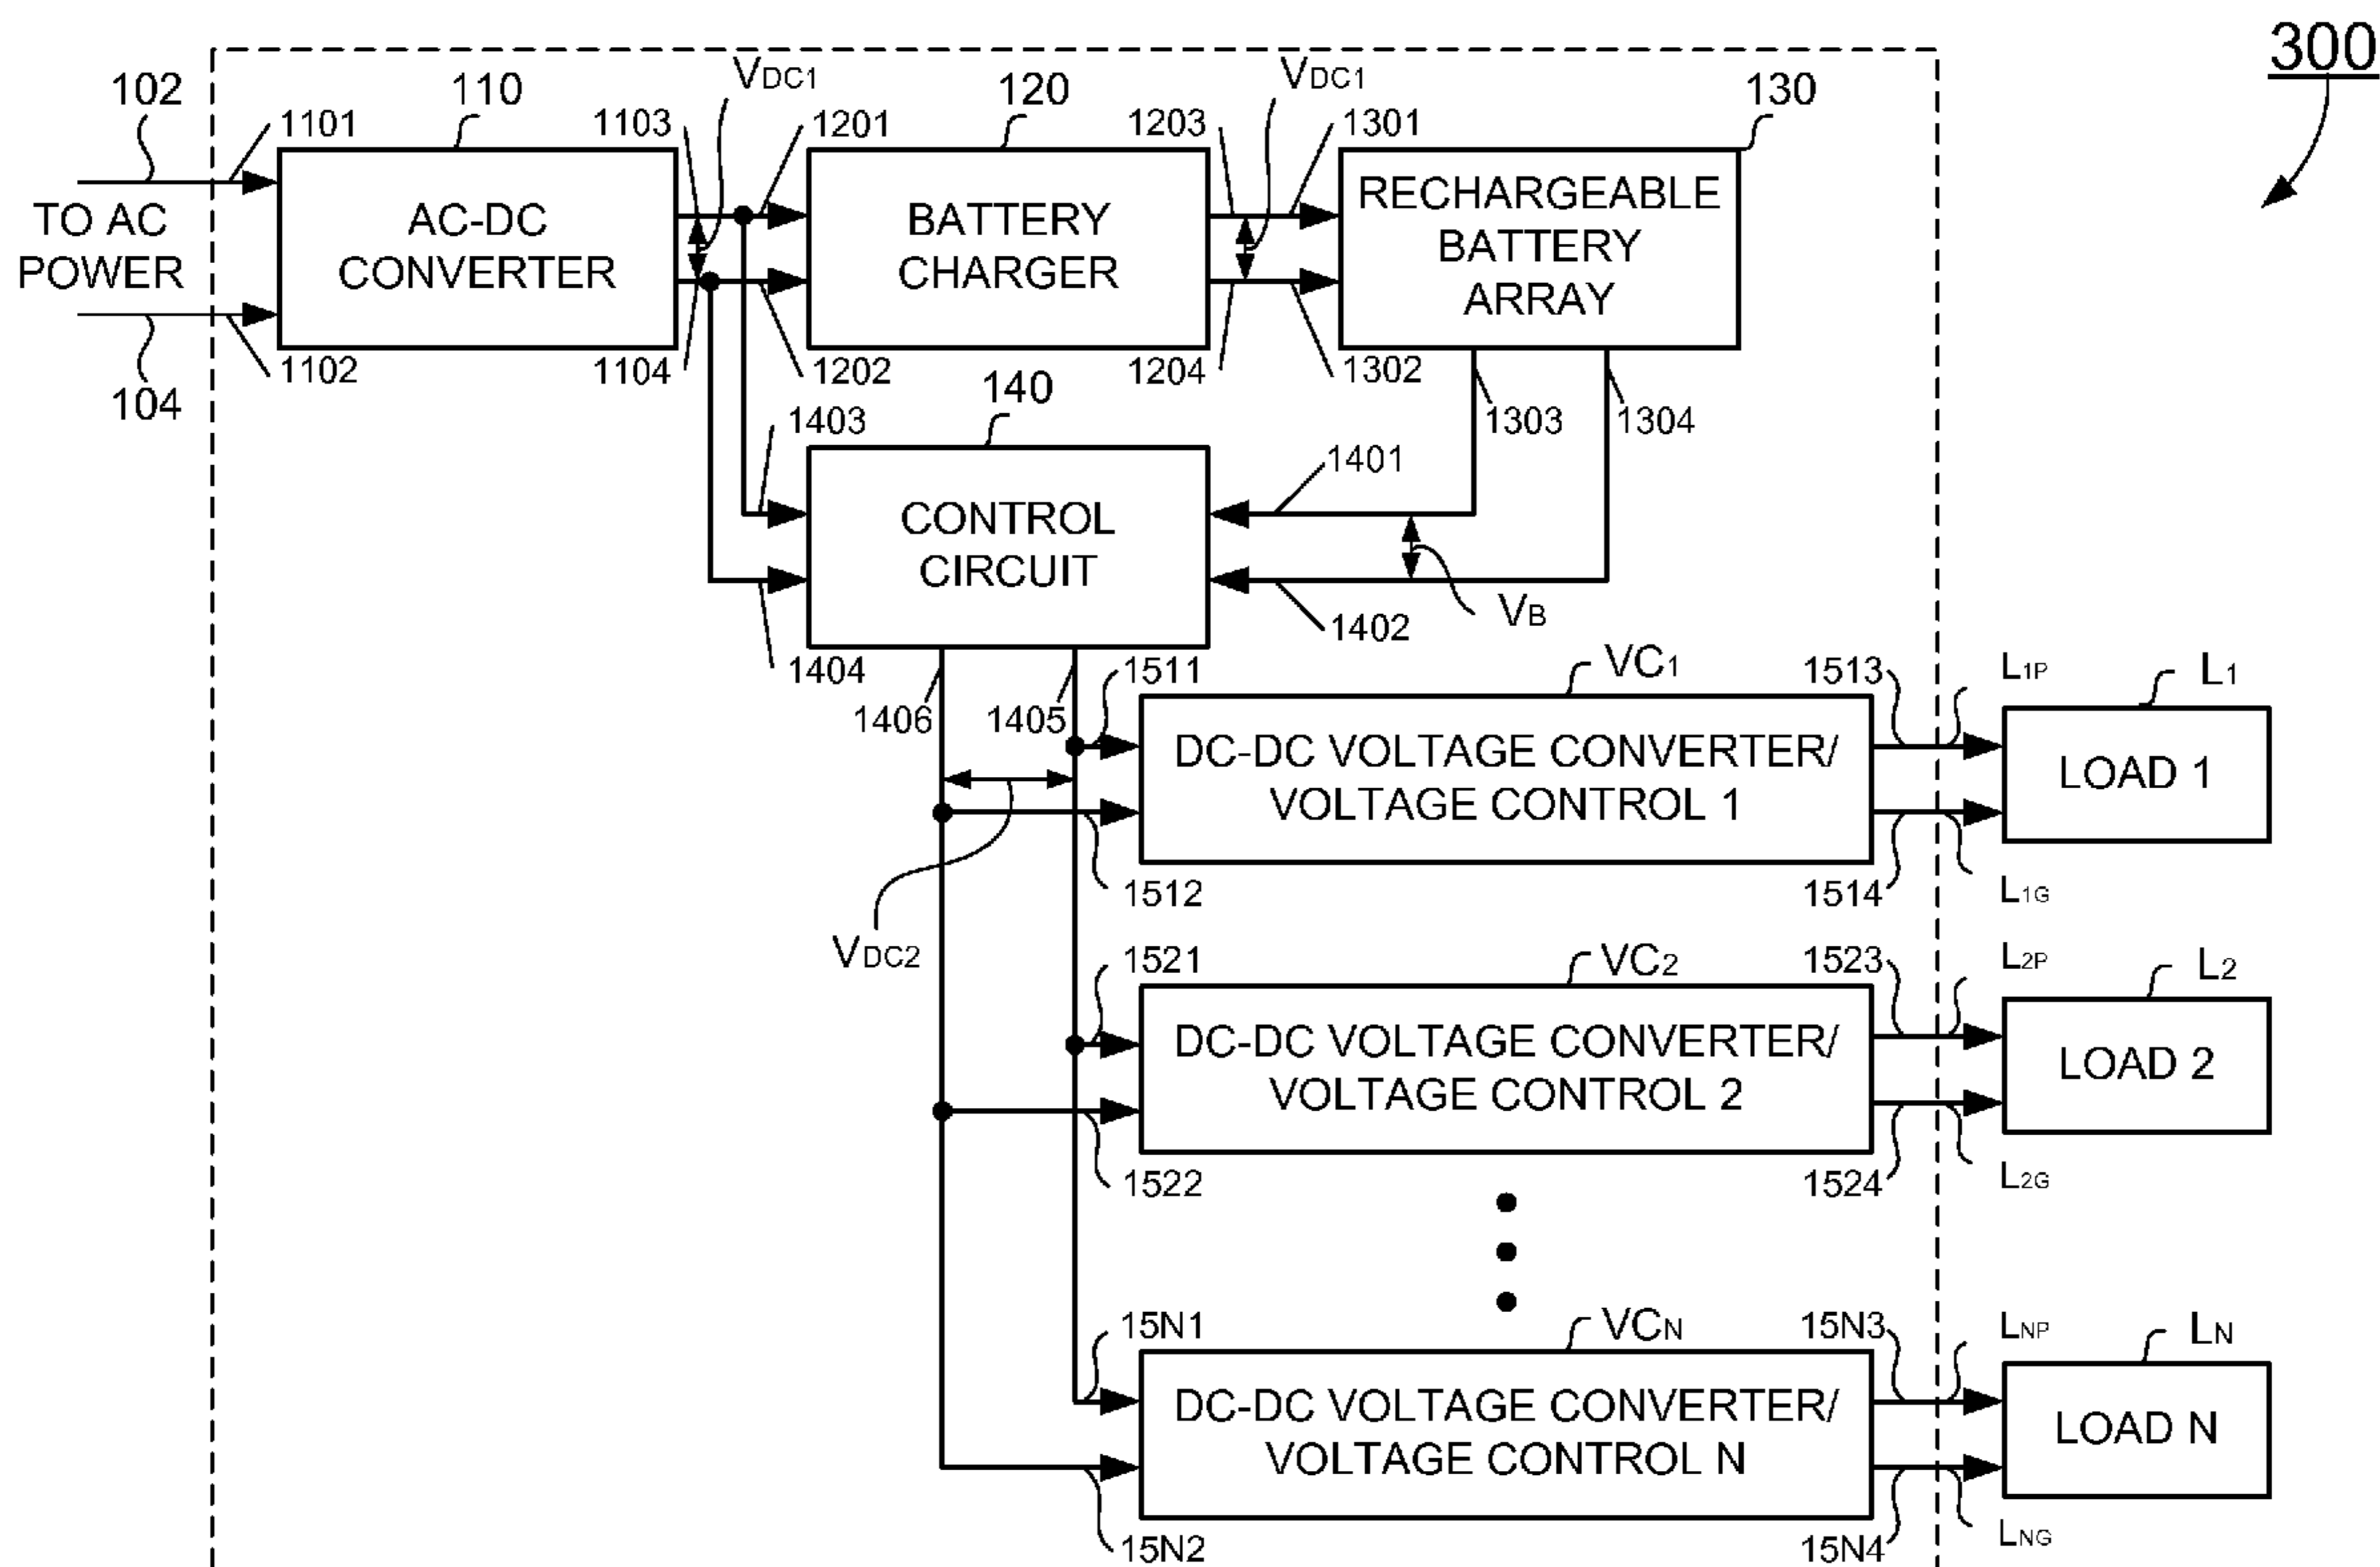 300
VDC1
VDC1
102
110
120
130
1101
1103
1201
1203
1301
TO AC
POWER
AC-DC
CONVERTER
BATTERY
CHARGER
RECHARGEABLE
BATTERY
ARRAY
104
1102
1104
1202
1204
1302
140
1303
1304
1403
1401
CONTROL
CIRCUIT
VB
1402
1404
1406
1405
1511
VC1
1513
L1P
L1
DC-DC VOLTAGE CONVERTER/
VOLTAGE CONTROL 1
LOAD 1
1512
1514
L1G
VDC2
1521
VC2
1523
L2P
L2
DC-DC VOLTAGE CONVERTER/
VOLTAGE CONTROL 2
LOAD 2
1522
1524
L2G
15N1
VCN
15N3
LNP
LN
DC-DC VOLTAGE CONVERTER/
VOLTAGE CONTROL N
LOAD N
15N2
15N4
LNG